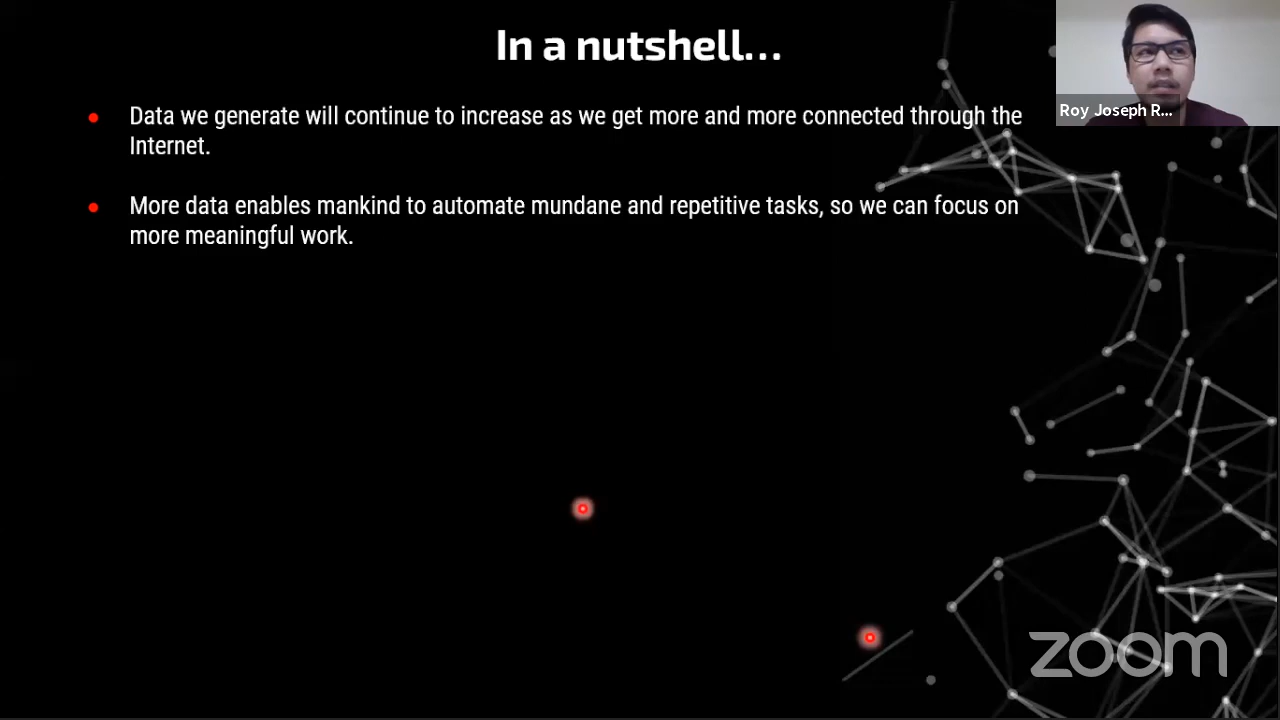 In a nutshell...
Roy Joseph R...
● Data we generate will continue to increase as we get more and more connected through the
Internet.
● More data enables mankind to automate mundane and repetitive tasks, so we can focus on
more meaningful work.
zoom